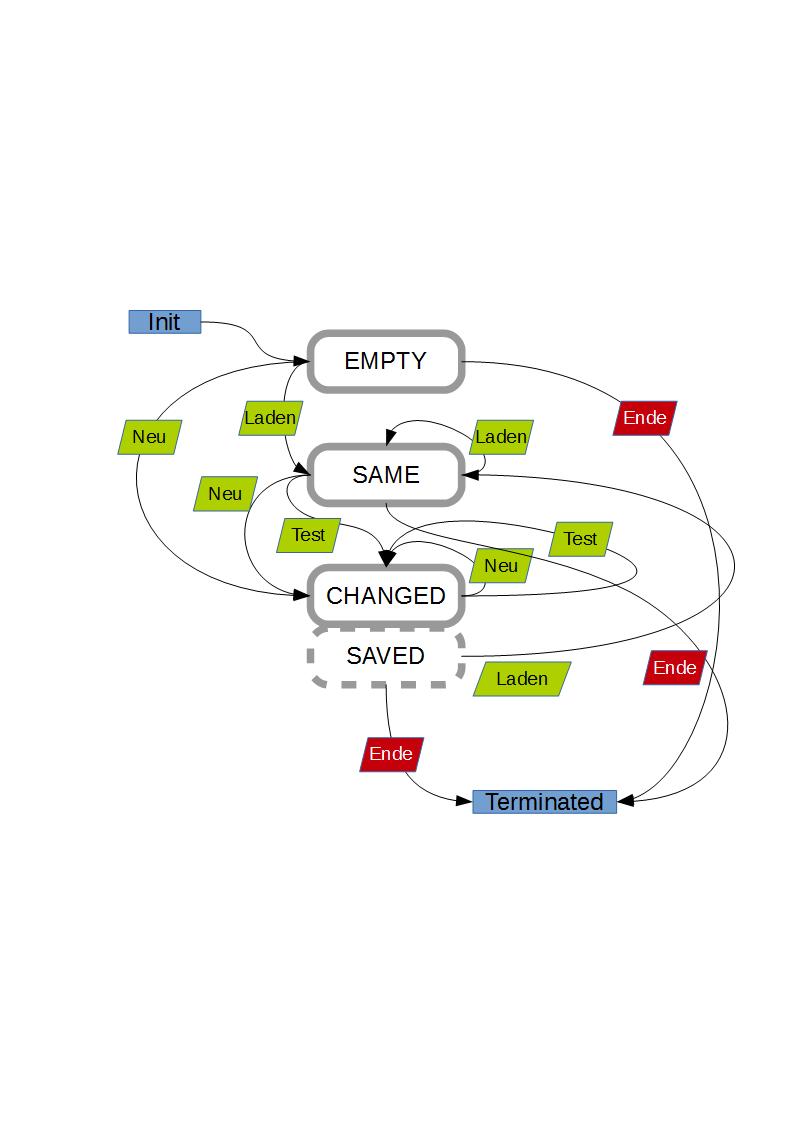 Init
EMPTY
Ende
Laden
Neu
Laden
SAME
Neu
Test
Test
Neu
CHANGED
SAVED
Ende
Laden
Ende
Terminated